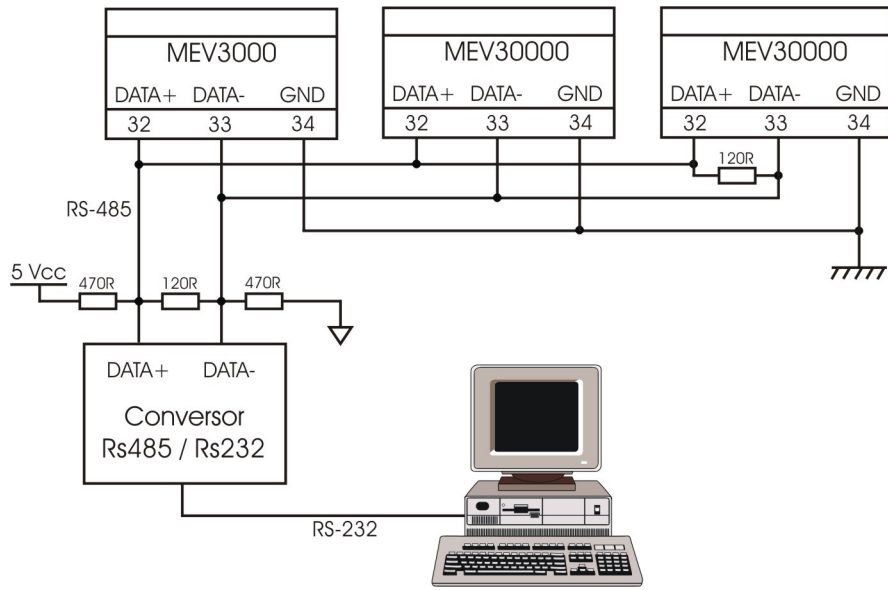 MEV3000
DATA+ DATA- GND
32 33 34
MEV30000
DATA+ DATA- GND
32 33 34
MEV30000
DATA+ DATA- GND
32 33 34
120R
RS-485
5 Vcc
470R
120R
470R
DATA+ DATA-
Conversor
Rs485 / Rs232
RS-232